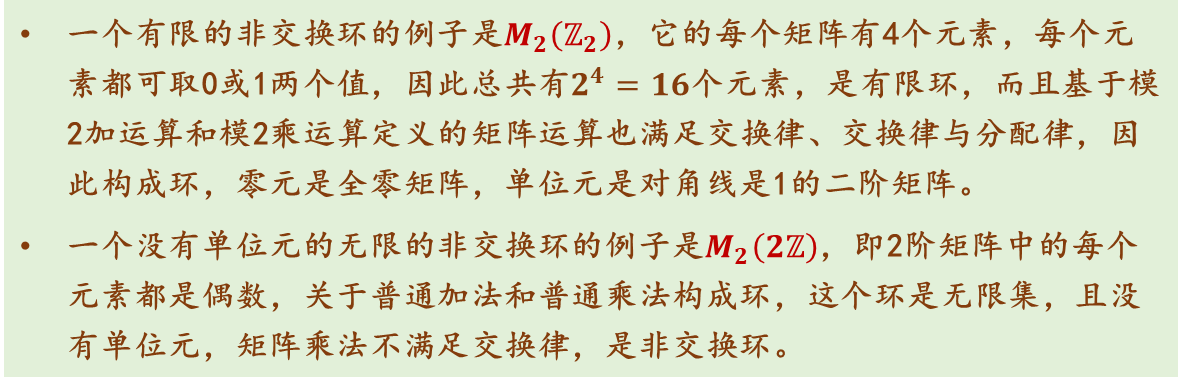 • 一个有限的非交换环的例子是M₂(ℤ₂)，它的每个矩阵有4个元素，每个元
素都可取0或1两个值，因此总共有2⁴ = 16个元素，是有限环，而且基于模
2加运算和模2乘运算定义的矩阵运算也满足交换律、交换律与分配律，因
此构成环，零元是全零矩阵，单位元是对角线是1的二阶矩阵。
• 一个没有单位元的无限的非交换环的例子是M₂(2ℤ)，即2阶矩阵中的每个
元素都是偶数，关于普通加法和普通乘法构成环，这个环是无限集，且没
有单位元，矩阵乘法不满足交换律，是非交换环。